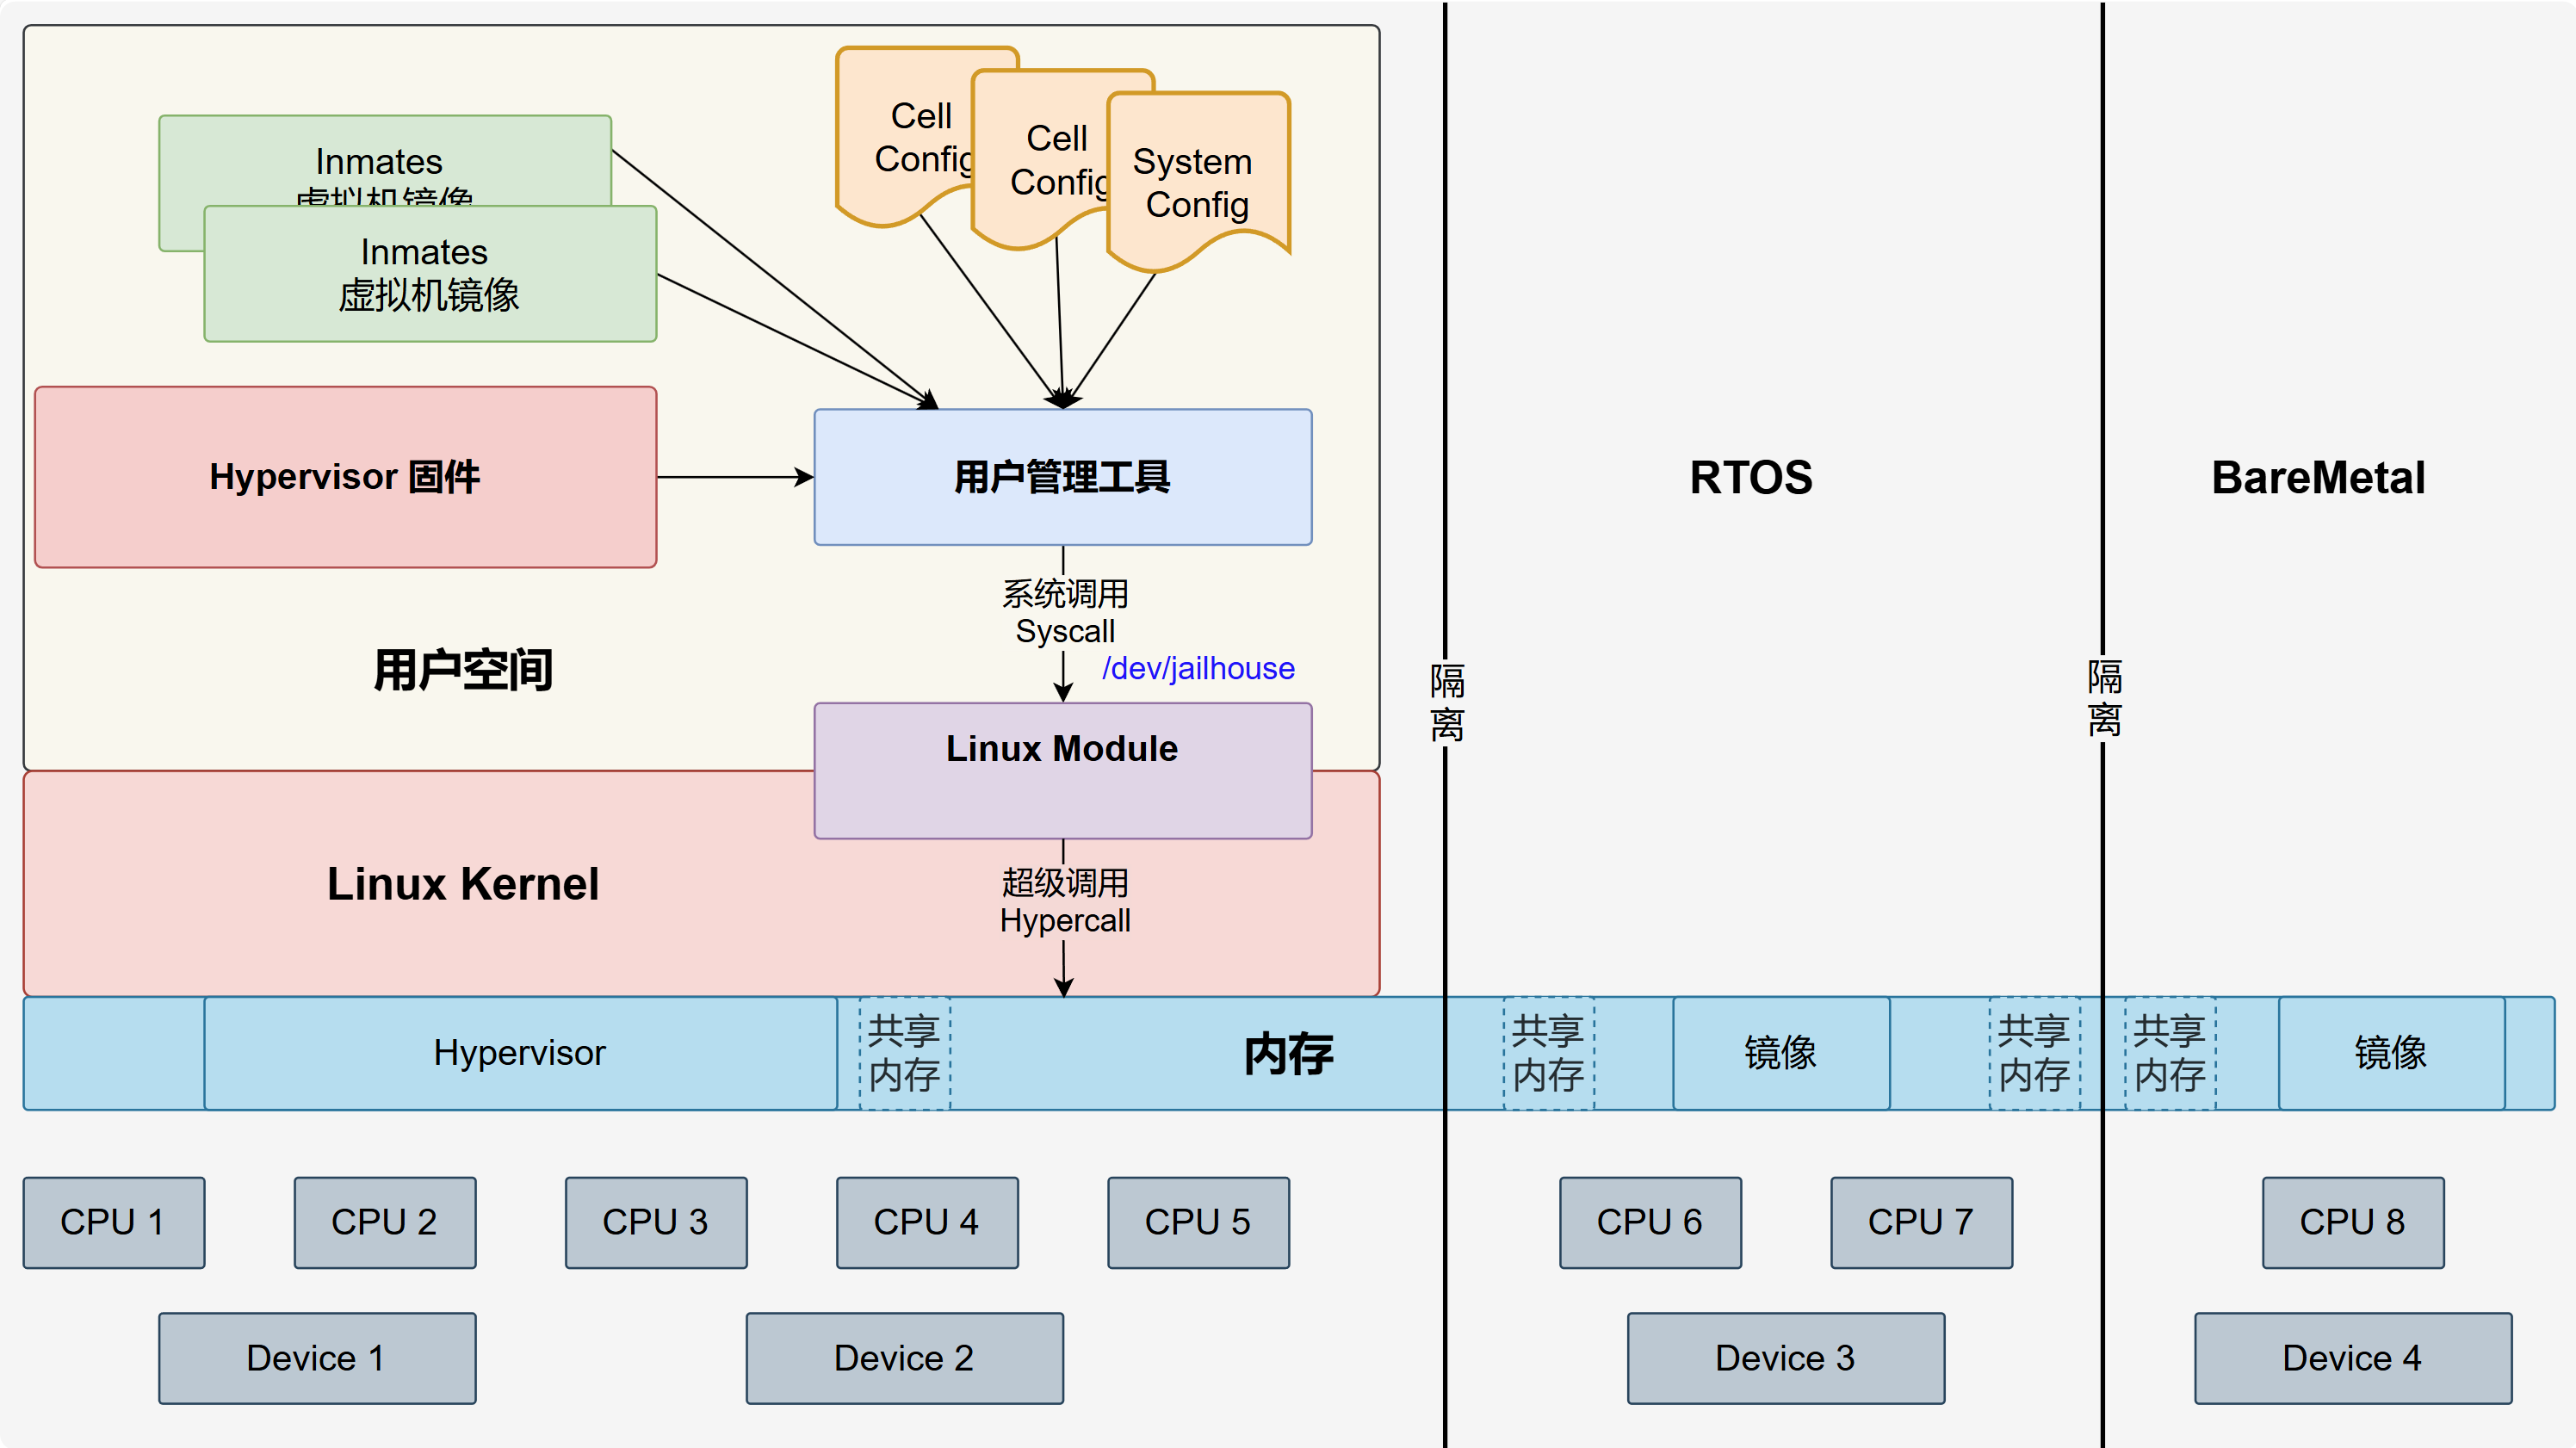 Cell
Config
Cell
Config
System
Config
Inmates
虚拟机镜像
Inmates
虚拟机镜像
Hypervisor 固件
用户管理工具
RTOS
BareMetal
系统调用
Syscall
/dev/jailhouse
用户空间
隔
离
隔
离
Linux Module
Linux Kernel
超级调用
Hypercall
Hypervisor
共享
内存
内存
共享
内存
镜像
共享
内存
共享
内存
镜像
CPU 1
CPU 2
CPU 3
CPU 4
CPU 5
CPU 6
CPU 7
CPU 8
Device 1
Device 2
Device 3
Device 4